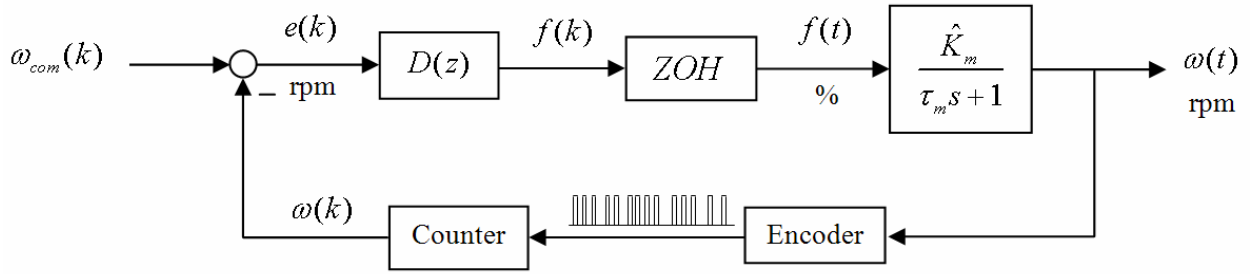 ω_com(k)
e(k)
rpm
D(z)
f(k)
ZOH
f(t)
%
K̂_m
τ_m s + 1
ω(t)
rpm
–
ω(k)
Counter
Encoder